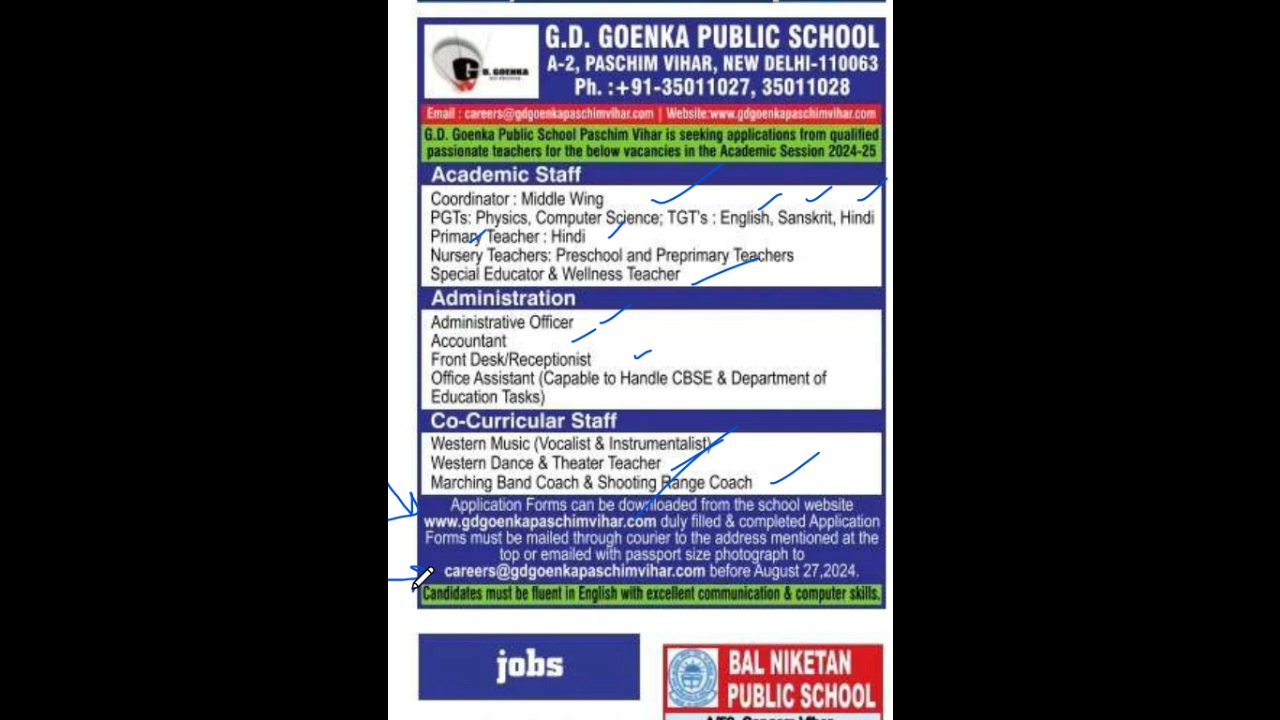 G.D. GOENKA
G.D. GOENKA PUBLIC SCHOOL
A-2, PASCHIM VIHAR, NEW DELHI-110063
Ph. :+91-35011027, 35011028
Email : careers@gdgoenkapaschimvihar.com | Website:www.gdgoenkapaschimvihar.com
G.D. Goenka Public School Paschim Vihar is seeking applications from qualified
passionate teachers for the below vacancies in the Academic Session 2024-25
Academic Staff
Coordinator : Middle Wing
PGTs: Physics, Computer Science; TGT's : English, Sanskrit, Hindi
Primary Teacher : Hindi
Nursery Teachers: Preschool and Preprimary Teachers
Special Educator & Wellness Teacher
Administration
Administrative Officer
Accountant
Front Desk/Receptionist
Office Assistant (Capable to Handle CBSE & Department of
Education Tasks)
Co-Curricular Staff
Western Music (Vocalist & Instrumentalist)
Western Dance & Theater Teacher
Marching Band Coach & Shooting Range Coach
Application Forms can be downloaded from the school website
www.gdgoenkapaschimvihar.com duly filled & completed Application
Forms must be mailed through courier to the address mentioned at the
top or emailed with passport size photograph to
careers@gdgoenkapaschimvihar.com before August 27,2024.
Candidates must be fluent in English with excellent communication & computer skills.
jobs
BAL NIKETAN
PUBLIC SCHOOL